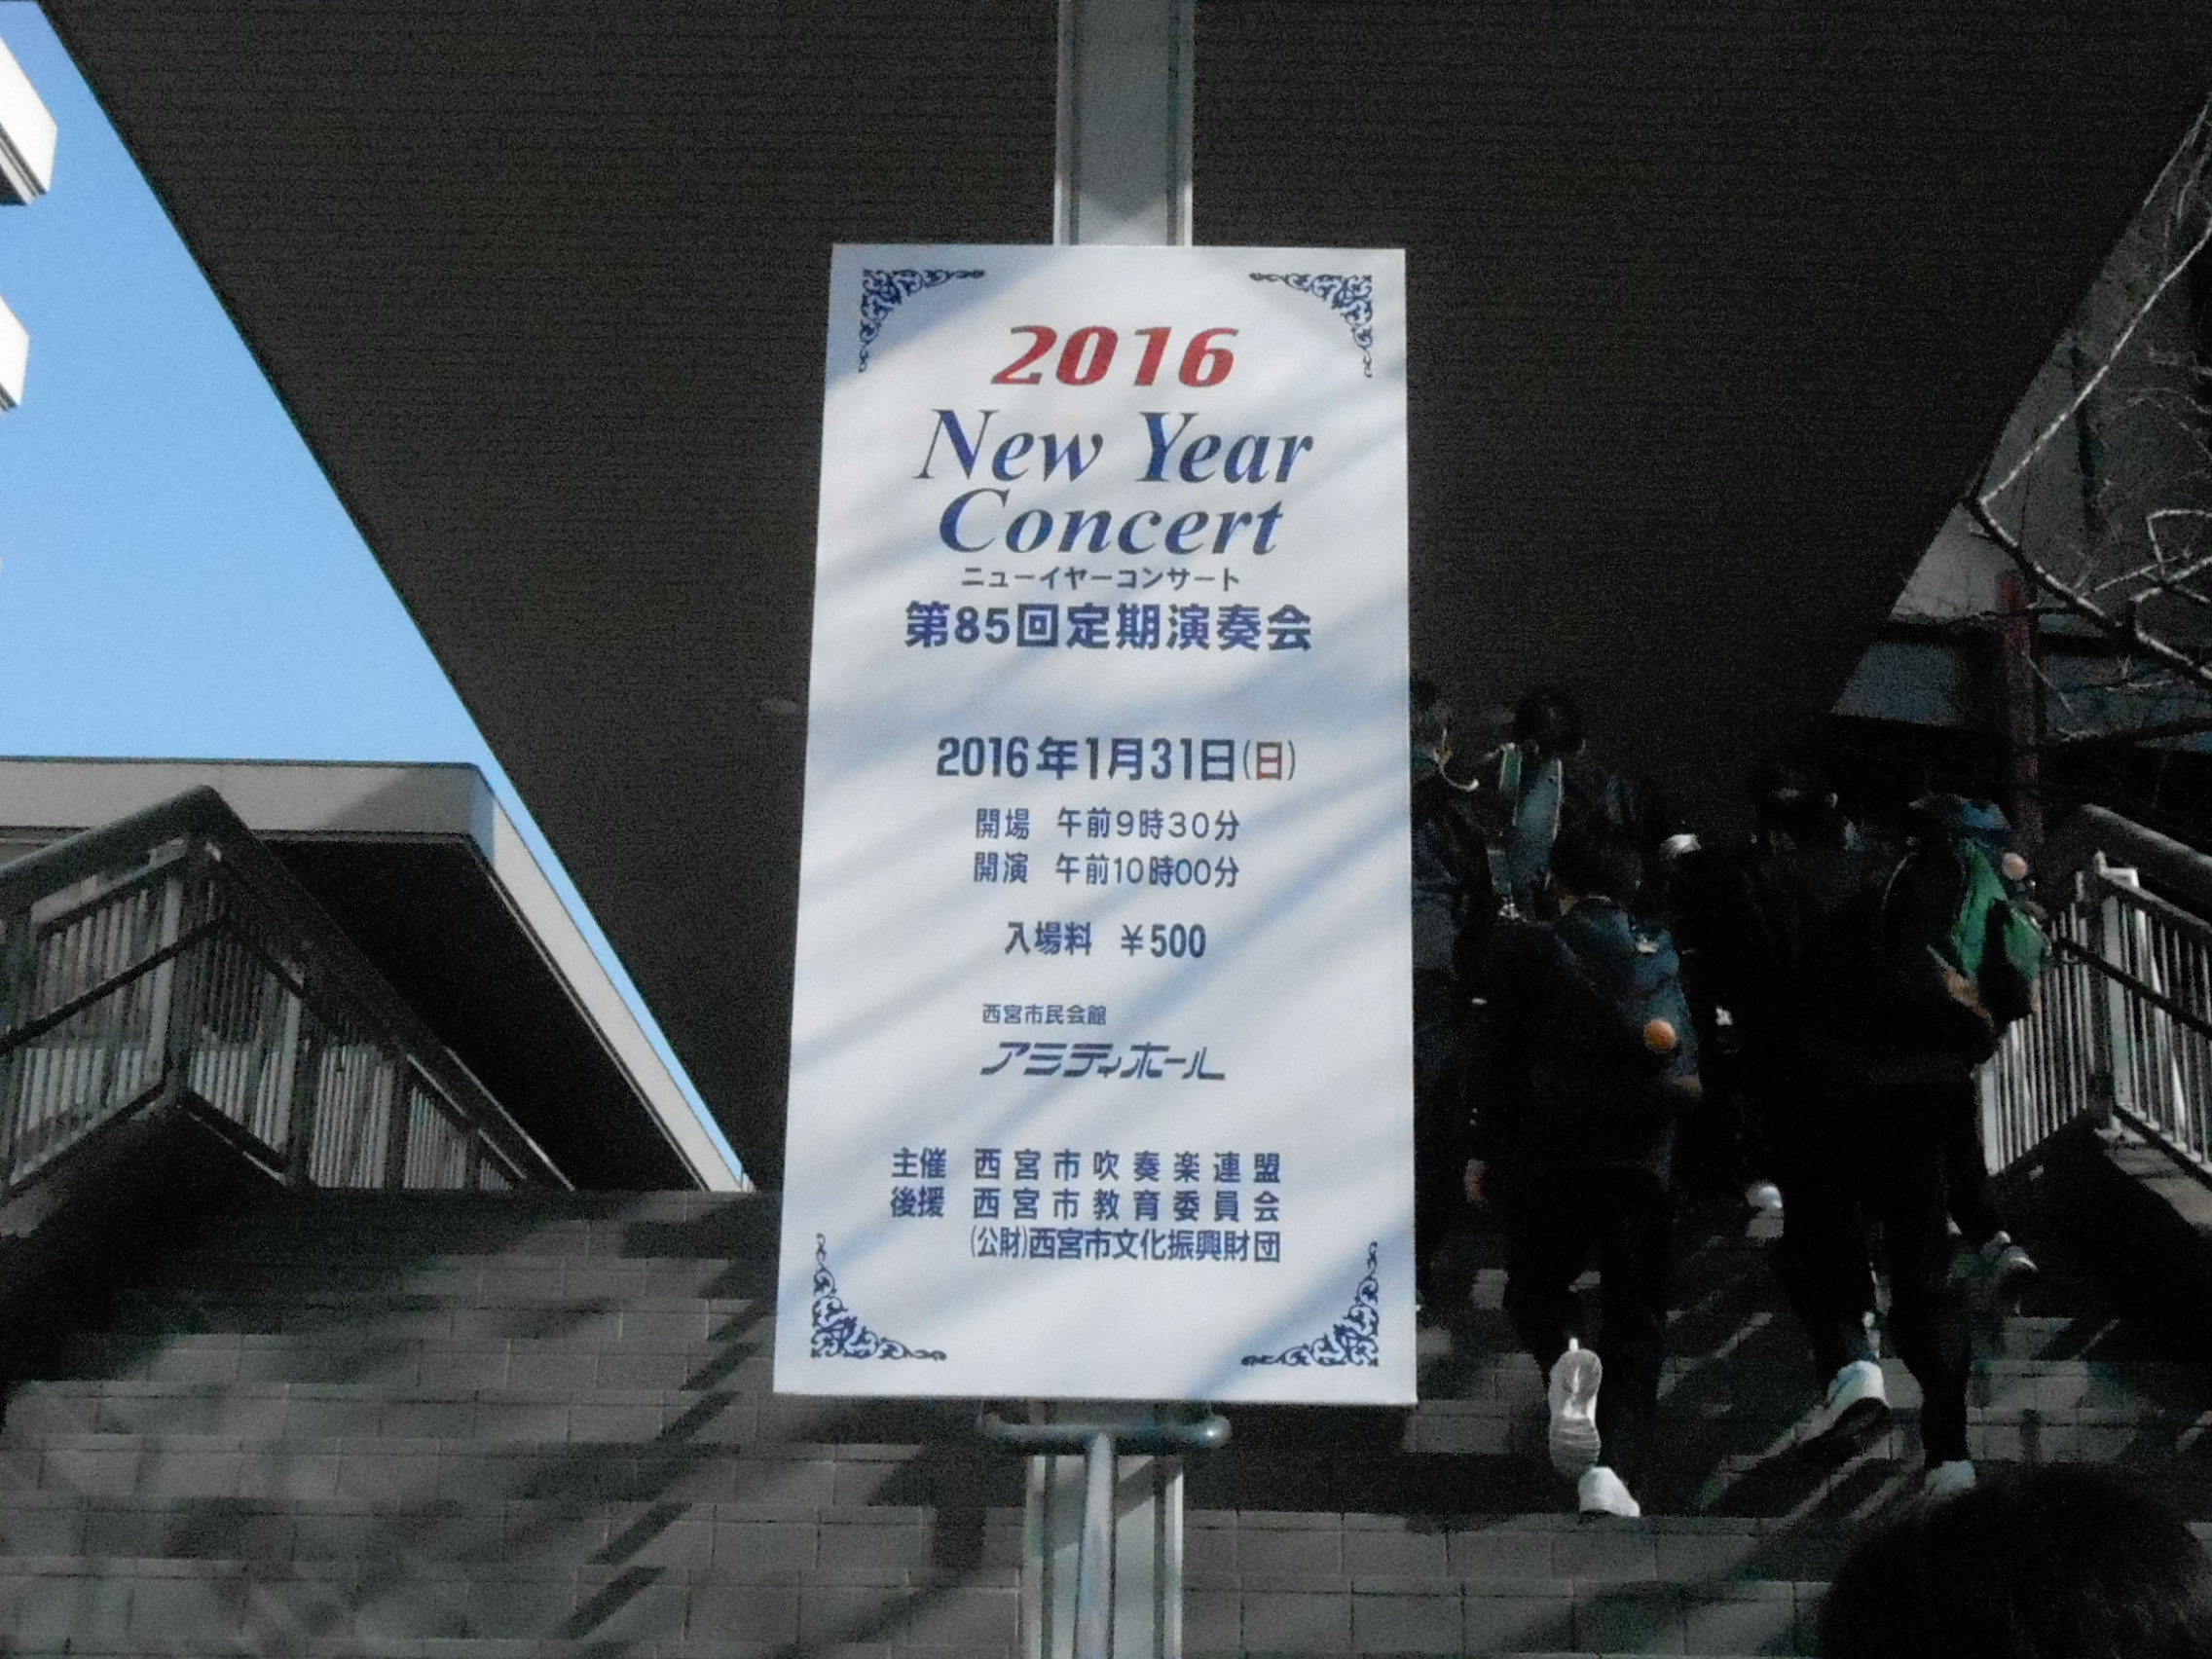 2016
New Year
Concert
ニューイヤーコンサート
第85回定期演奏会
2016年1月31日(日)
開場 午前9時30分
開演 午前10時00分
入場料 ¥500
西宮市民会館
アミティホール
主催 西宮市吹奏楽連盟
後援 西宮市教育委員会
(公財)西宮市文化振興財団